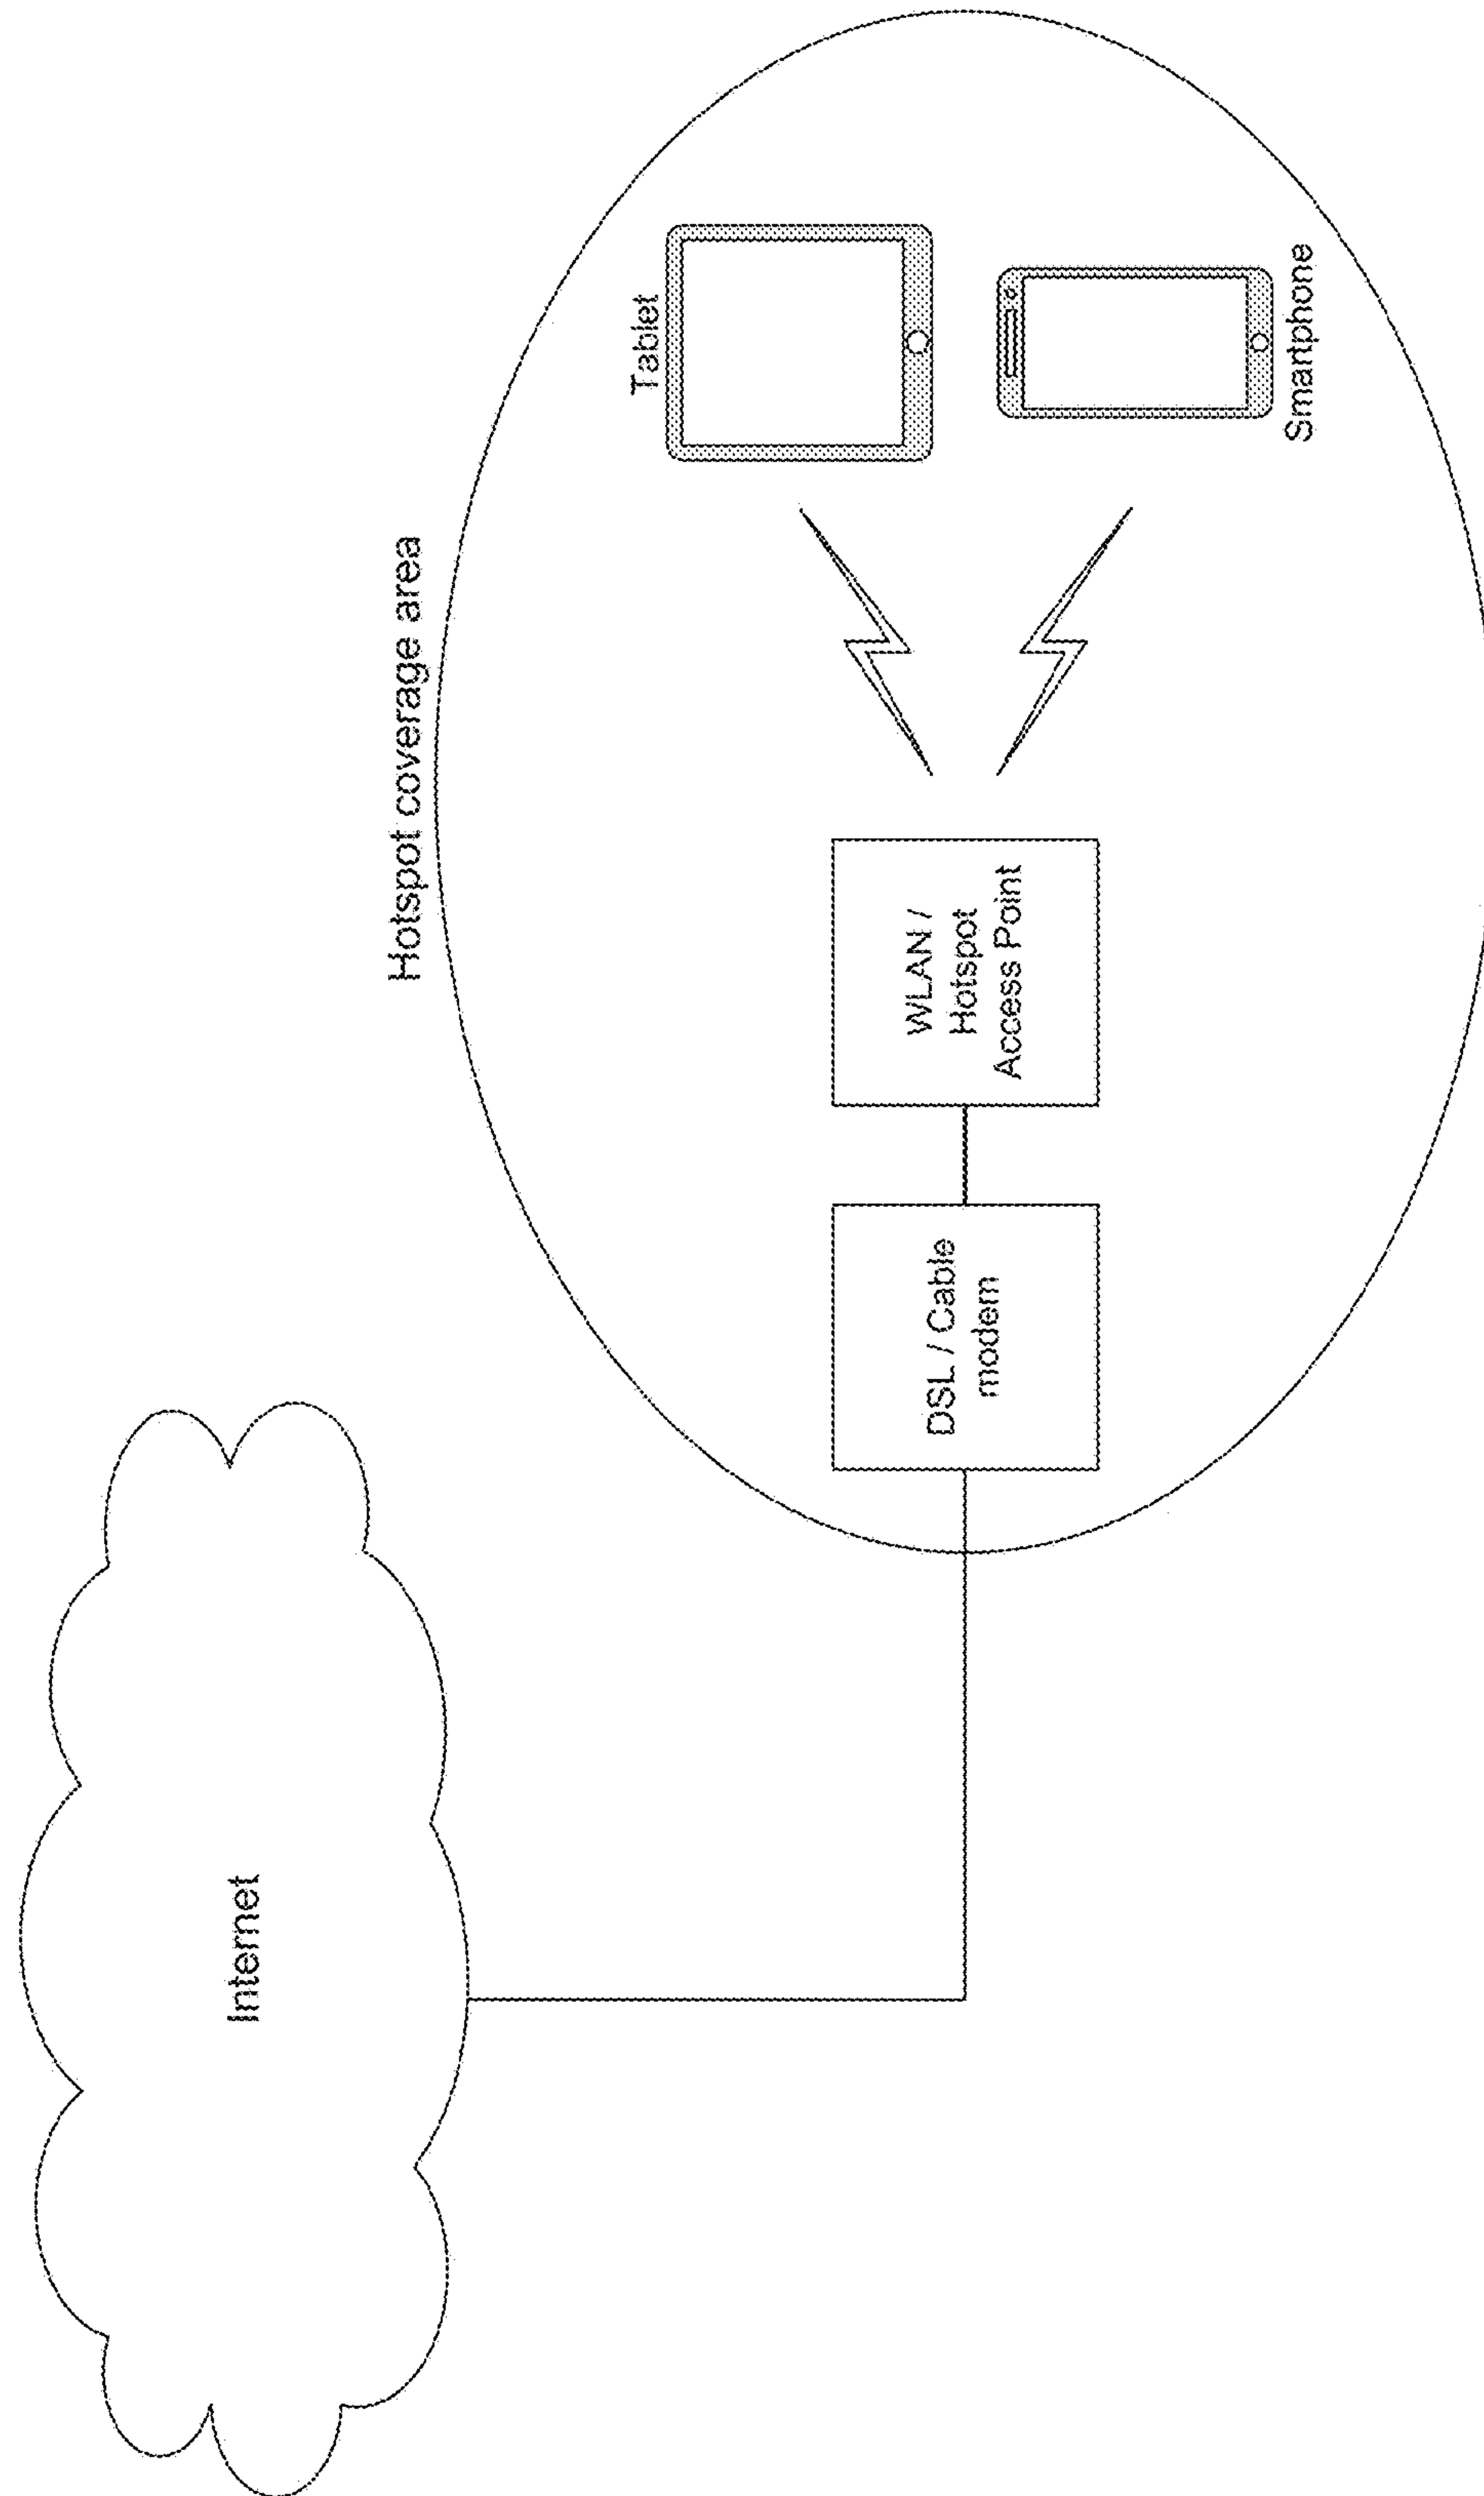 Internet
Hotspot coverage area
DSL / Cable
modem
WLAN /
Hotspot
Access Point
Tablet
Smartphone